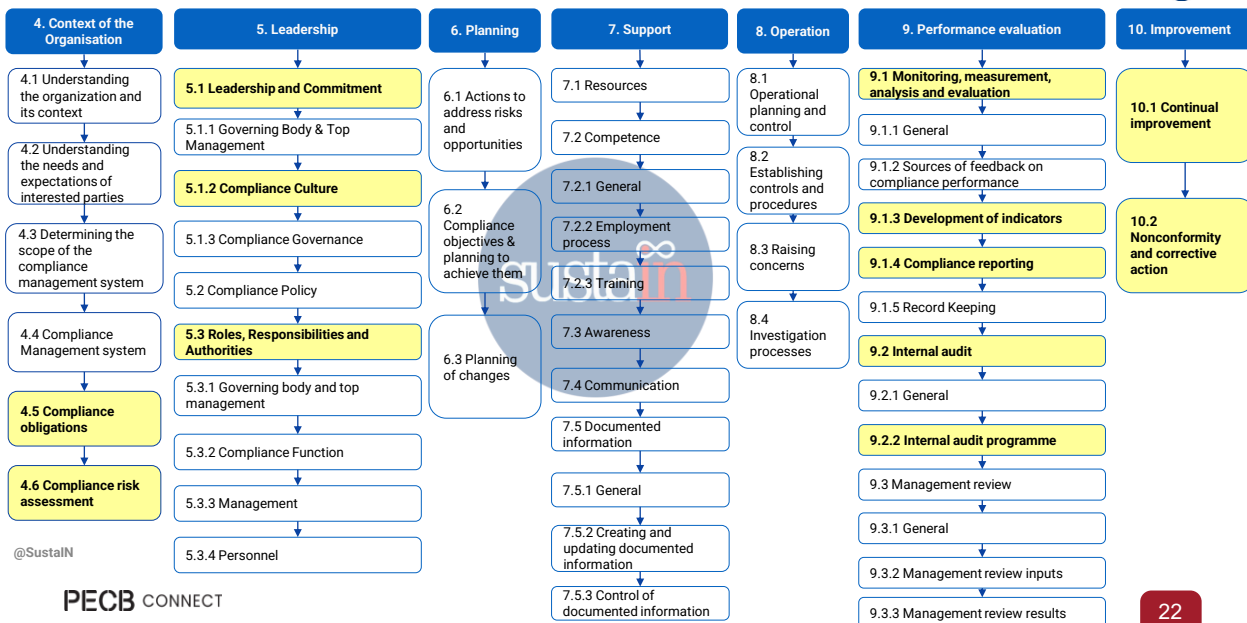 4. Context of the
Organisation
4.1 Understanding
the organization and
its context
4.2 Understanding
the needs and
expectations of
interested parties
4.3 Determining the
scope of the
compliance
management system
4.4 Compliance
Management system
4.5 Compliance
obligations
4.6 Compliance risk
assessment
5. Leadership
5.1 Leadership and Commitment
5.1.1 Governing Body & Top
Management
5.1.2 Compliance Culture
5.1.3 Compliance Governance
5.2 Compliance Policy
5.3 Roles, Responsibilities and
Authorities
5.3.1 Governing body and top
management
5.3.2 Compliance Function
5.3.3 Management
5.3.4 Personnel
6. Planning
6.1 Actions to
address risks
and
opportunities
6.2
Compliance
objectives &
planning to
achieve them
6.3 Planning
of changes
7. Support
7.1 Resources
7.2 Competence
7.2.1 General
7.2.2 Employment
process
7.2.3 Training
7.3 Awareness
7.4 Communication
7.5 Documented
information
7.5.1 General
7.5.2 Creating and
updating documented
information
7.5.3 Control of
documented information
8. Operation
8.1
Operational
planning and
control
8.2
Establishing
controls and
procedures
8.3 Raising
concerns
8.4
Investigation
processes
9. Performance evaluation
9.1 Monitoring, measurement,
analysis and evaluation
9.1.1 General
9.1.2 Sources of feedback on
compliance performance
9.1.3 Development of indicators
9.1.4 Compliance reporting
9.1.5 Record Keeping
9.2 Internal audit
9.2.1 General
9.2.2 Internal audit programme
9.3 Management review
9.3.1 General
9.3.2 Management review inputs
9.3.3 Management review results
10. Improvement
10.1 Continual
improvement
10.2
Nonconformity
and corrective
action
sustain
@SustaIN
PECB CONNECT
22